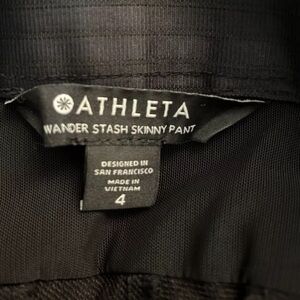 ATHLETA
WANDER STASH SKINNY PANT
DESIGNED IN
SAN FRANCISCO
MADE IN
VIETNAM
4